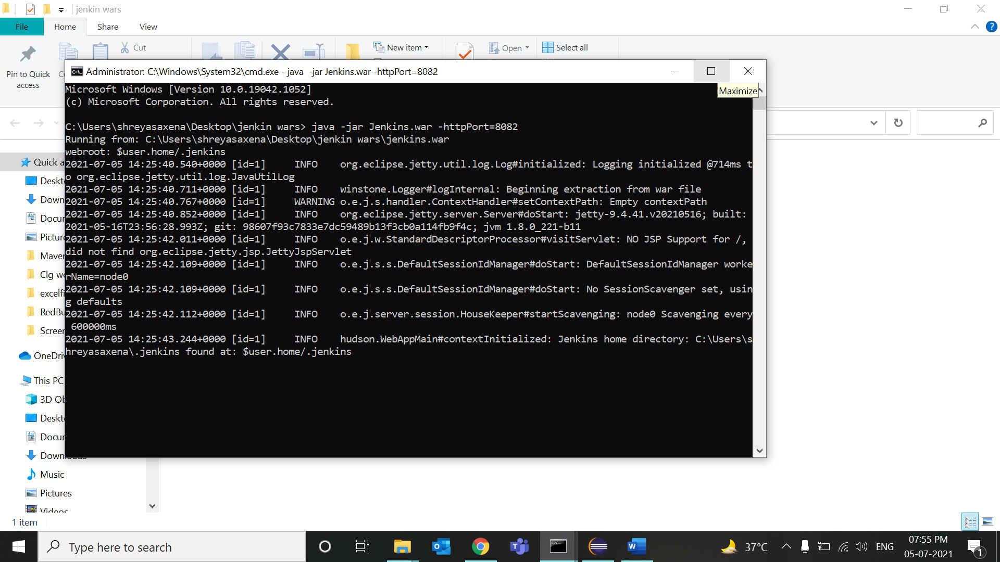 jenkin wars
File
Home
Share
View
Pin to Quick
access
Cut
New item
Open
Select all
Administrator: C:\Windows\System32\cmd.exe - java  -jar Jenkins.war -httpPort=8082
Maximize
Microsoft Windows [Version 10.0.19042.1052]
(c) Microsoft Corporation. All rights reserved.
C:\Users\shreyasaxena\Desktop\jenkin wars> java -jar Jenkins.war -httpPort=8082
Running from: C:\Users\shreyasaxena\Desktop\jenkin wars\jenkins.war
webroot: $user.home/.jenkins
2021-07-05 14:25:40.540+0000 [id=1]     INFO    org.eclipse.jetty.util.log.Log#initialized: Logging initialized @714ms t
o org.eclipse.jetty.util.log.JavaUtilLog
2021-07-05 14:25:40.711+0000 [id=1]     INFO    winstone.Logger#logInternal: Beginning extraction from war file
2021-07-05 14:25:40.767+0000 [id=1]     WARNING o.e.j.s.handler.ContextHandler#setContextPath: Empty contextPath
2021-07-05 14:25:40.852+0000 [id=1]     INFO    org.eclipse.jetty.server.Server#doStart: jetty-9.4.41.v20210516; built:
2021-05-16T23:56:28.993Z; git: 98607f93c7833e7dc59489b13f3cb0a114fb9f4c; jvm 1.8.0_221-b11
2021-07-05 14:25:42.011+0000 [id=1]     INFO    o.e.j.w.StandardDescriptorProcessor#visitServlet: NO JSP Support for /,
did not find org.eclipse.jetty.jsp.JettyJspServlet
2021-07-05 14:25:42.109+0000 [id=1]     INFO    o.e.j.s.s.DefaultSessionIdManager#doStart: DefaultSessionIdManager worke
rName=node0
2021-07-05 14:25:42.109+0000 [id=1]     INFO    o.e.j.s.s.DefaultSessionIdManager#doStart: No SessionScavenger set, usin
g defaults
2021-07-05 14:25:42.112+0000 [id=1]     INFO    o.e.j.server.session.HouseKeeper#startScavenging: node0 Scavenging every
 600000ms
2021-07-05 14:25:43.244+0000 [id=1]     INFO    hudson.WebAppMain#contextInitialized: Jenkins home directory: C:\Users\s
hreyasaxena\.jenkins found at: $user.home/.jenkins
Quick a
Deskt
Down
Docun
Picture
Maver
Clg wo
excelfi
RedBu
Screen
OneDriv
This PC
3D Ob
Deskto
Docun
Downloads
Music
Pictures
Videos
1 item
Type here to search
37°C
ENG
07:55 PM
05-07-2021
1